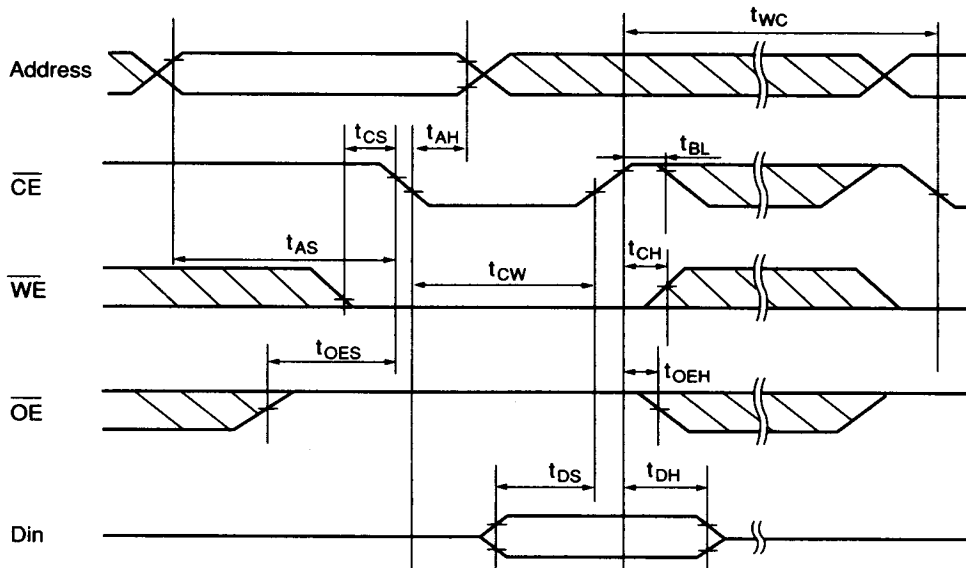 tWC
Address
tCS
tAH
tBL
CE
tAS
tCH
tCW
WE
tOES
tOEH
OE
tDS
tDH
Din